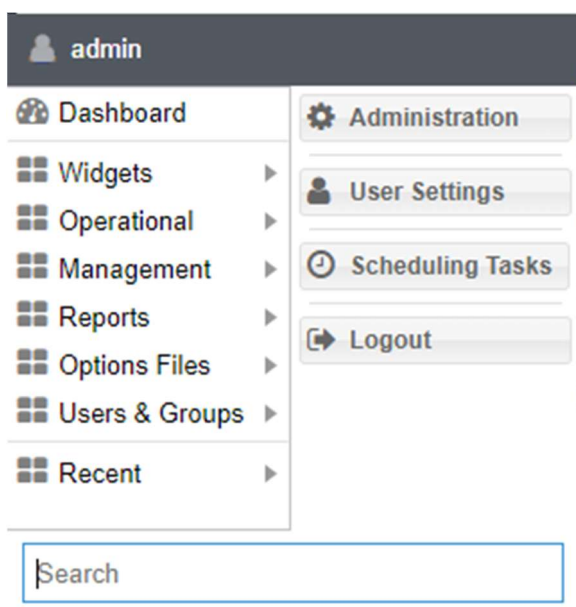 admin
Dashboard
Widgets
Operational
Management
Reports
Options Files
Users & Groups
Recent
Administration
User Settings
Scheduling Tasks
Logout
Search